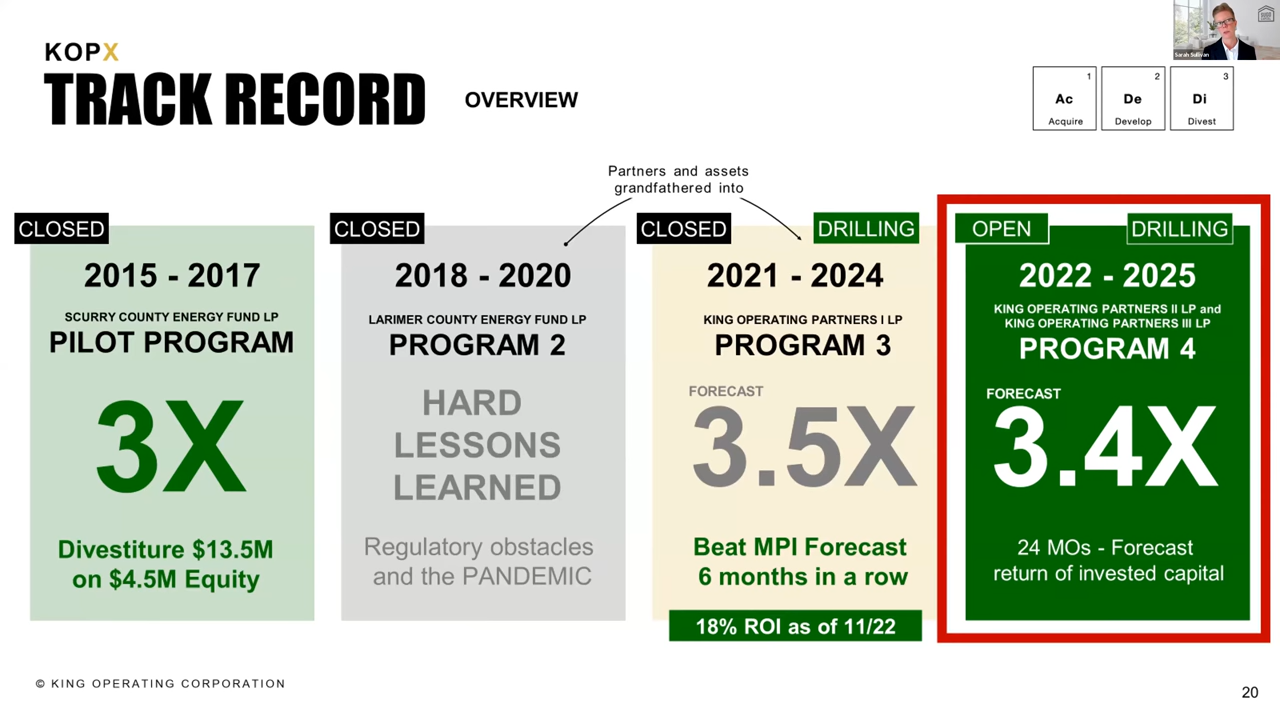 KOPX
TRACK RECORD
OVERVIEW
Sarah Sullivan
1
Ac
Acquire
2
De
Develop
3
Di
Divest
Partners and assets
grandfathered into
CLOSED
2015 - 2017
SCURRY COUNTY ENERGY FUND LP
PILOT PROGRAM
3X
Divestiture $13.5M
on $4.5M Equity
CLOSED
2018 - 2020
LARIMER COUNTY ENERGY FUND LP
PROGRAM 2
HARD
LESSONS
LEARNED
Regulatory obstacles
and the PANDEMIC
CLOSED
DRILLING
2021 - 2024
KING OPERATING PARTNERS I LP
PROGRAM 3
FORECAST
3.5X
Beat MPI Forecast
6 months in a row
18% ROI as of 11/22
OPEN
DRILLING
2022 - 2025
KING OPERATING PARTNERS II LP and
KING OPERATING PARTNERS III LP
PROGRAM 4
FORECAST
3.4X
24 MOs - Forecast
return of invested capital
© KING OPERATING CORPORATION
20